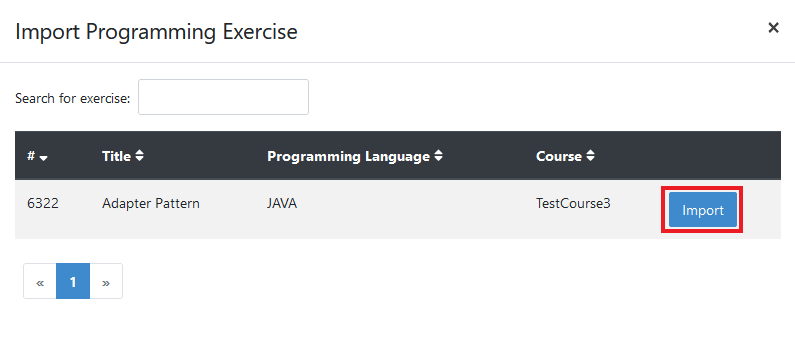 Import Programming Exercise ×
Search for exercise:
# Title Programming Language Course
6322 Adapter Pattern JAVA TestCourse3 Import
« 1 »